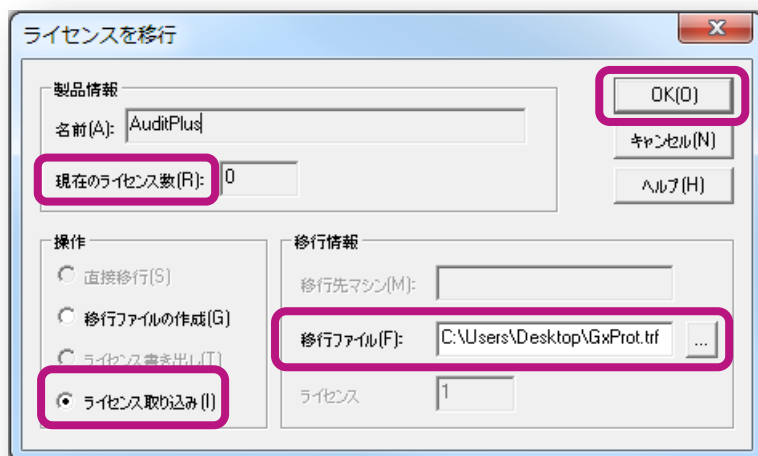 ライセンスを移行
製品情報
名前(A): AuditPlus
現在のライセンス数(R): 0
OK(O)
キャンセル(N)
ヘルプ(H)
操作
直接移行(S)
移行ファイルの作成(G)
ライセンス書き出し(T)
ライセンス取り込み(I)
移行情報
移行先マシン(M):
移行ファイル(F): C:\Users\Desktop\GxProt.trf ...
ライセンス 1